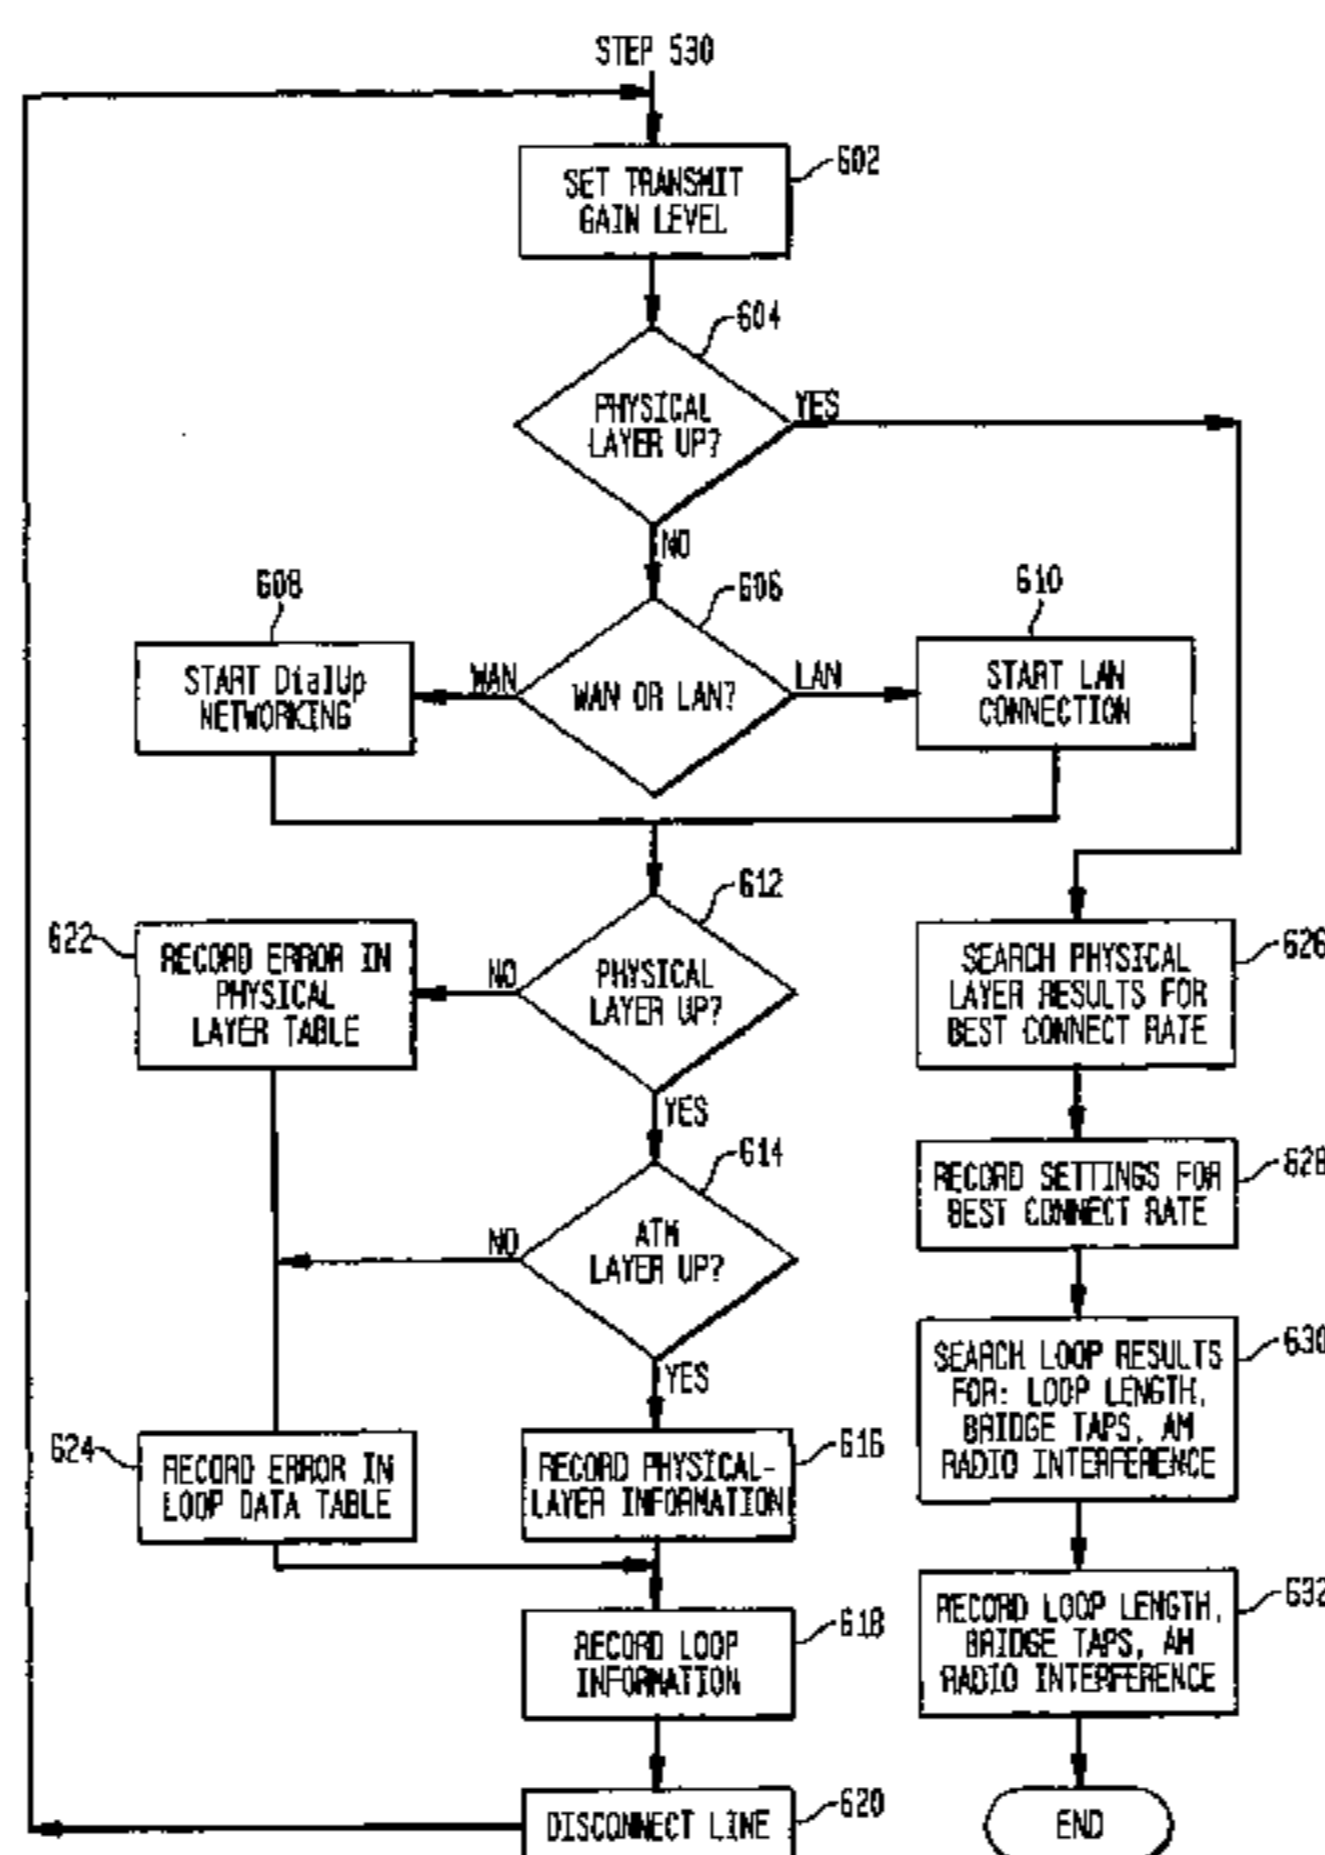 STEP 530
SET TRANSMIT
GAIN LEVEL
602
PHYSICAL
LAYER UP?
604
YES
NO
WAN OR LAN?
606
WAN
LAN
608
START DialUp
NETWORKING
610
START LAN
CONNECTION
612
PHYSICAL
LAYER UP?
NO
YES
622
RECORD ERROR IN
PHYSICAL
LAYER TABLE
614
ATM
LAYER UP?
NO
YES
624
RECORD ERROR IN
LOOP DATA TABLE
616
RECORD PHYSICAL-
LAYER INFORMATION
618
RECORD LOOP
INFORMATION
620
DISCONNECT LINE
626
SEARCH PHYSICAL
LAYER RESULTS FOR
BEST CONNECT RATE
628
RECORD SETTINGS FOR
BEST CONNECT RATE
630
SEARCH LOOP RESULTS
FOR: LOOP LENGTH,
BRIDGE TAPS, AM
RADIO INTERFERENCE
632
RECORD LOOP LENGTH,
BRIDGE TAPS, AM
RADIO INTERFERENCE
END